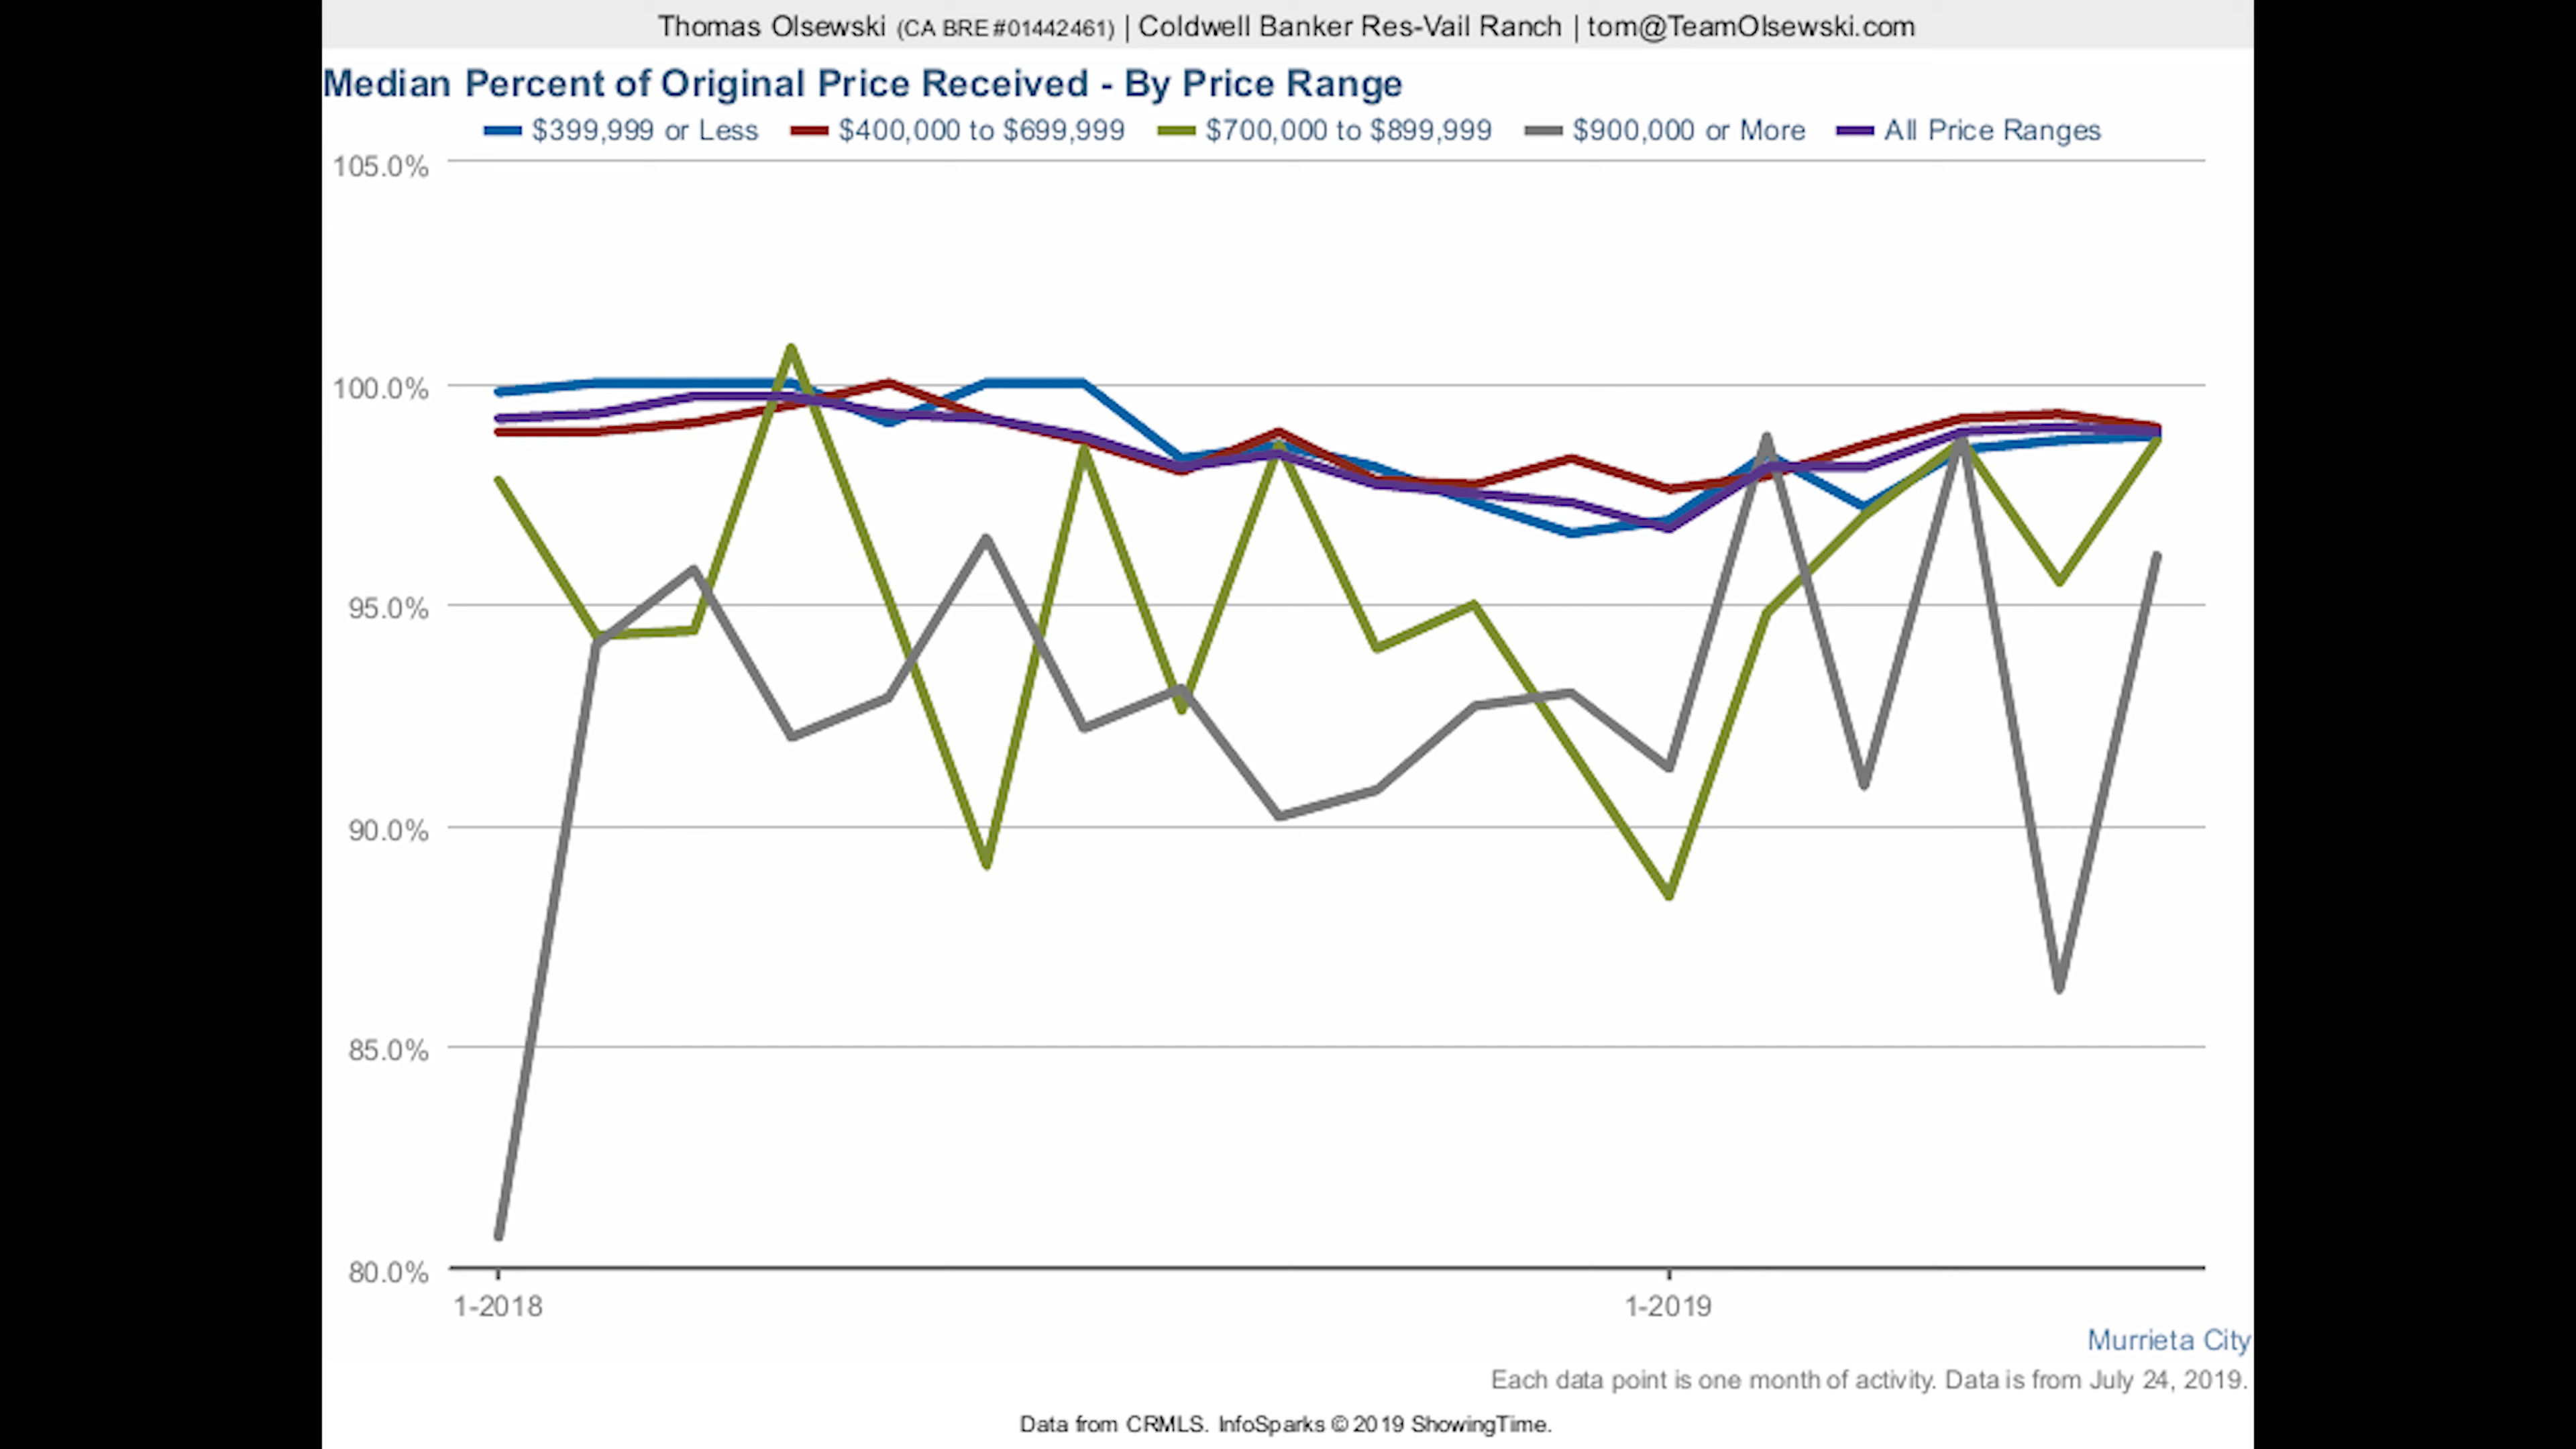 Thomas Olsewski (CA BRE #01442461) | Coldwell Banker Res-Vail Ranch | tom@TeamOlsewski.com
Median Percent of Original Price Received - By Price Range
$399,999 or Less $400,000 to $699,999 $700,000 to $899,999 $900,000 or More All Price Ranges
105.0%
100.0%
95.0%
90.0%
85.0%
80.0%
1-2018 1-2019
Murrieta City
Each data point is one month of activity. Data is from July 24, 2019.
Data from CRMLS. InfoSparks © 2019 ShowingTime.